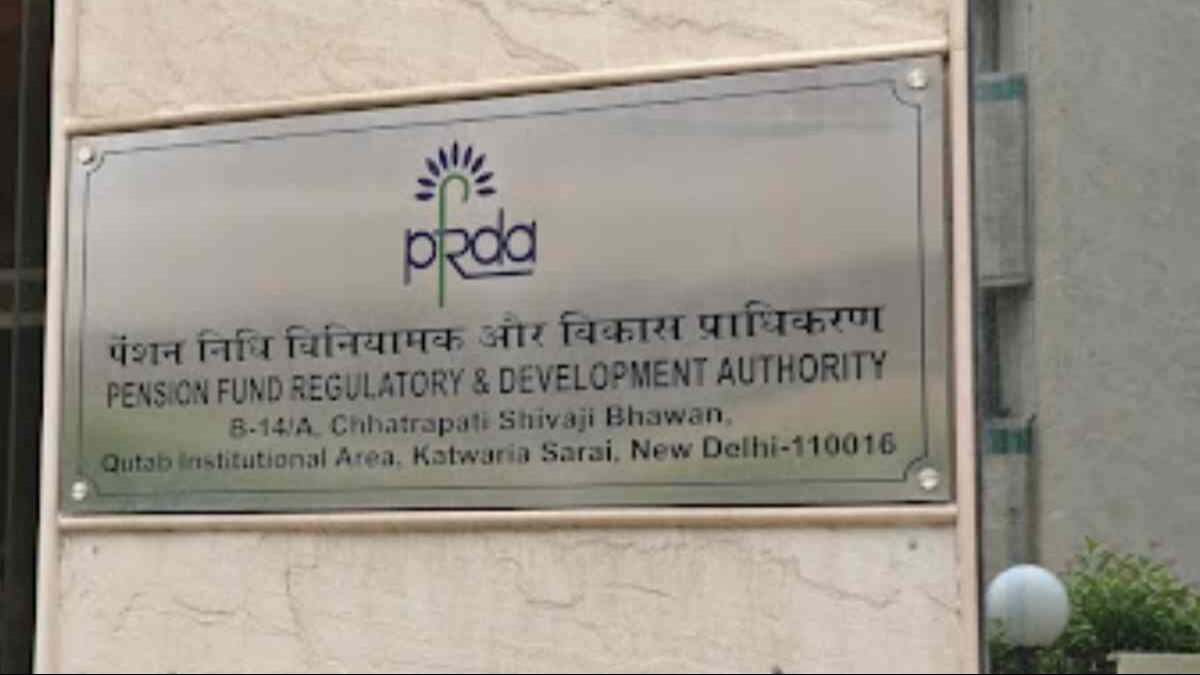 pfrda
पेंशन निधि विनियामक और विकास प्राधिकरण
PENSION FUND REGULATORY & DEVELOPMENT AUTHORITY
B-14/A, Chhatrapati Shivaji Bhawan,
Qutab Institutional Area, Katwaria Sarai, New Delhi-110016